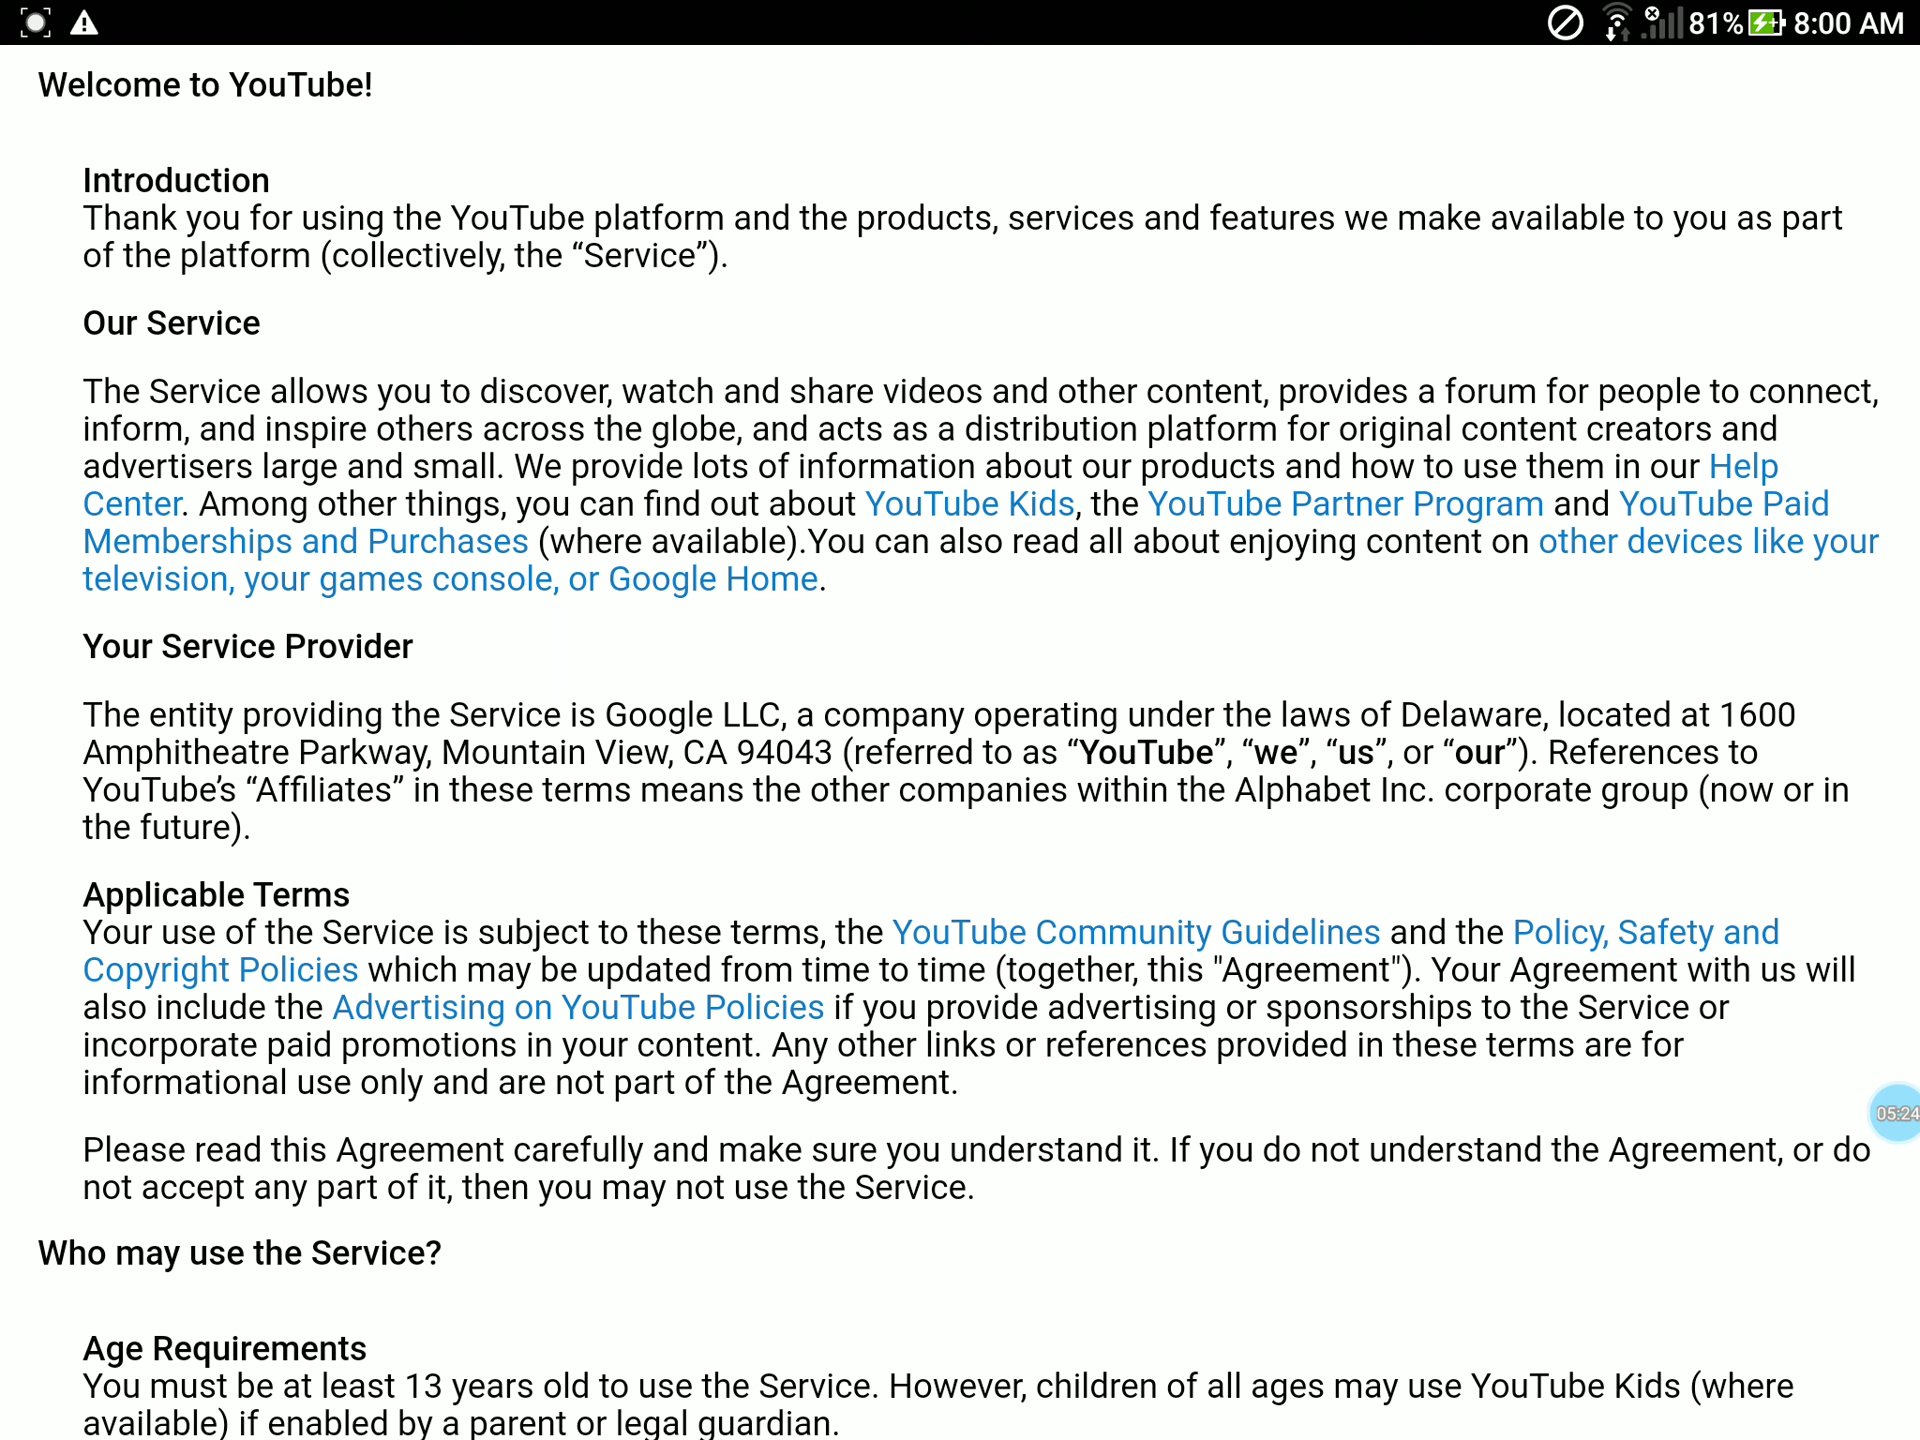 81% 8:00 AM
Welcome to YouTube!
Introduction
Thank you for using the YouTube platform and the products, services and features we make available to you as part
of the platform (collectively, the “Service”).
Our Service
The Service allows you to discover, watch and share videos and other content, provides a forum for people to connect,
inform, and inspire others across the globe, and acts as a distribution platform for original content creators and
advertisers large and small. We provide lots of information about our products and how to use them in our Help
Center. Among other things, you can find out about YouTube Kids, the YouTube Partner Program and YouTube Paid
Memberships and Purchases (where available).You can also read all about enjoying content on other devices like your
television, your games console, or Google Home.
Your Service Provider
The entity providing the Service is Google LLC, a company operating under the laws of Delaware, located at 1600
Amphitheatre Parkway, Mountain View, CA 94043 (referred to as “YouTube”, “we”, “us”, or “our”). References to
YouTube’s “Affiliates” in these terms means the other companies within the Alphabet Inc. corporate group (now or in
the future).
Applicable Terms
Your use of the Service is subject to these terms, the YouTube Community Guidelines and the Policy, Safety and
Copyright Policies which may be updated from time to time (together, this "Agreement"). Your Agreement with us will
also include the Advertising on YouTube Policies if you provide advertising or sponsorships to the Service or
incorporate paid promotions in your content. Any other links or references provided in these terms are for
informational use only and are not part of the Agreement.
05:24
Please read this Agreement carefully and make sure you understand it. If you do not understand the Agreement, or do
not accept any part of it, then you may not use the Service.
Who may use the Service?
Age Requirements
You must be at least 13 years old to use the Service. However, children of all ages may use YouTube Kids (where
available) if enabled by a parent or legal guardian.